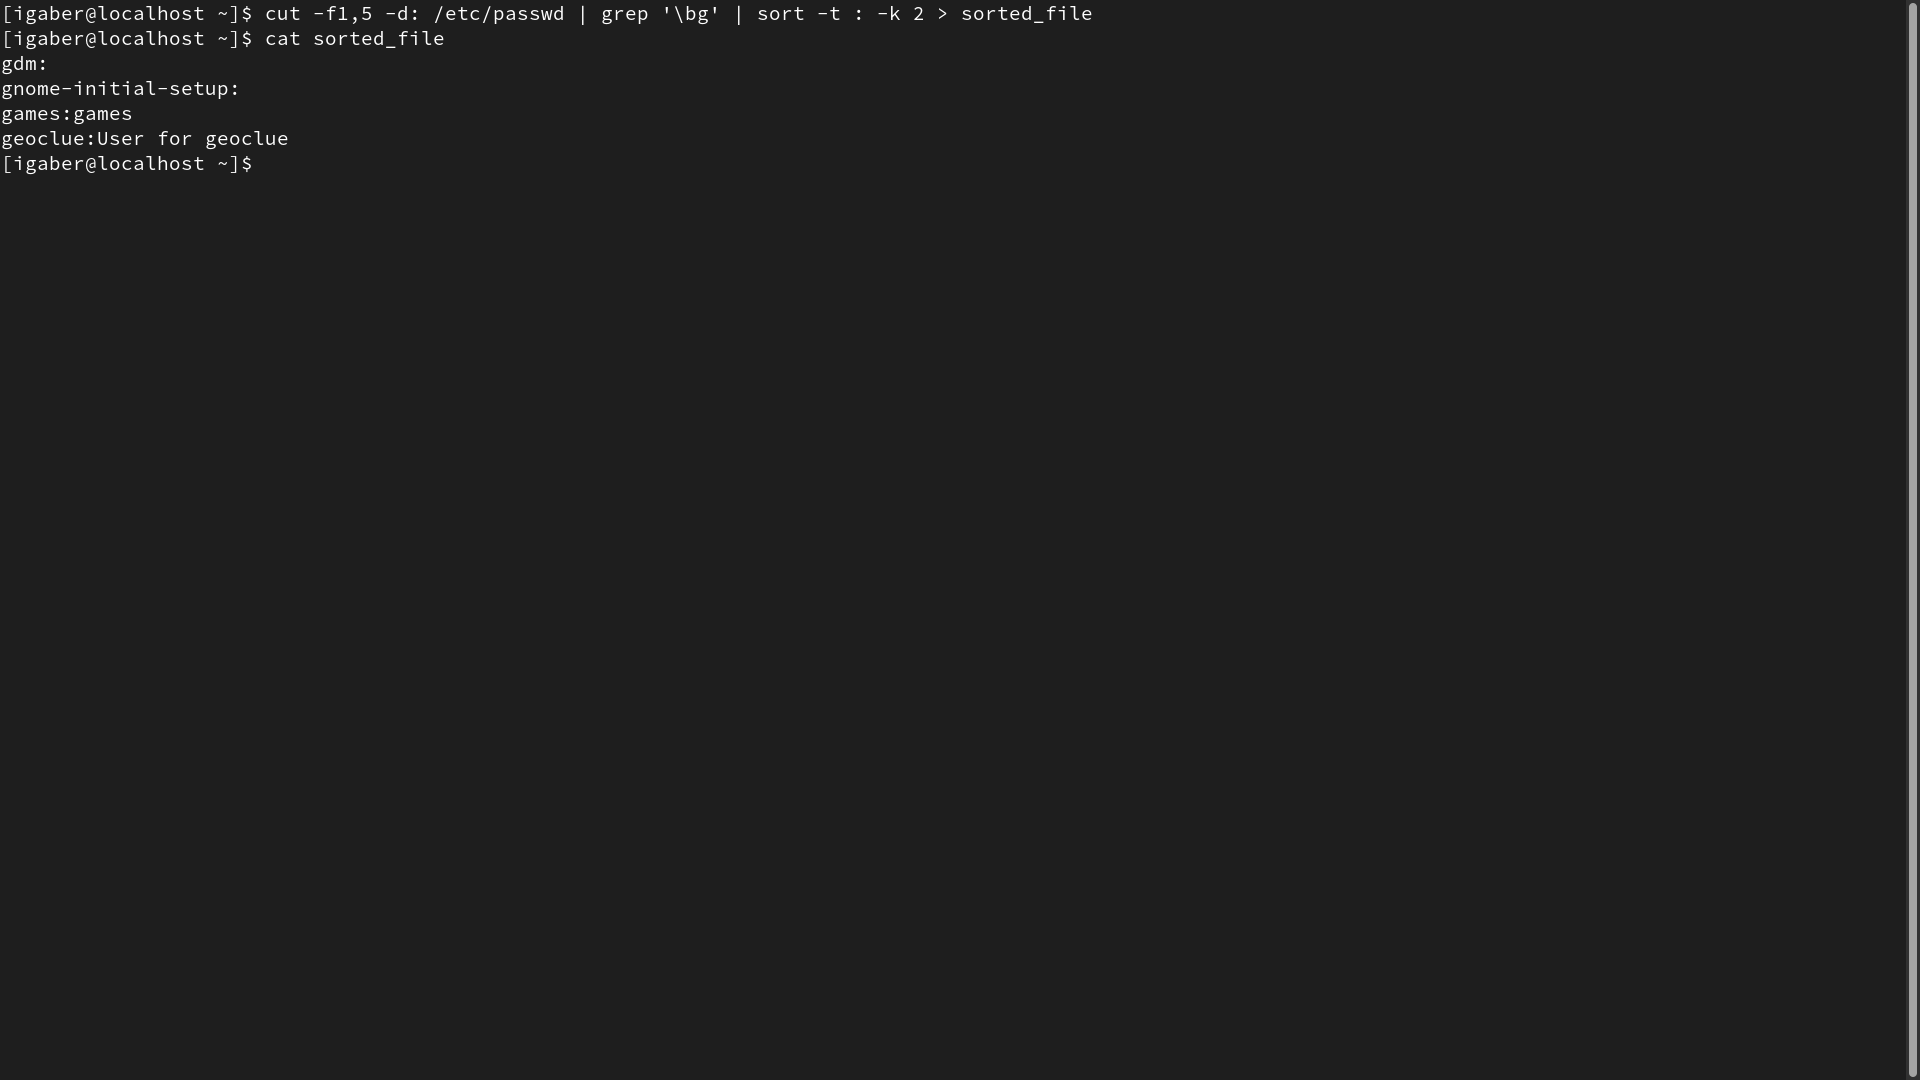 [igaber@localhost ~]$ cut -f1,5 -d: /etc/passwd | grep '\bg' | sort -t : -k 2 > sorted_file
[igaber@localhost ~]$ cat sorted_file
gdm:
gnome-initial-setup:
games:games
geoclue:User for geoclue
[igaber@localhost ~]$